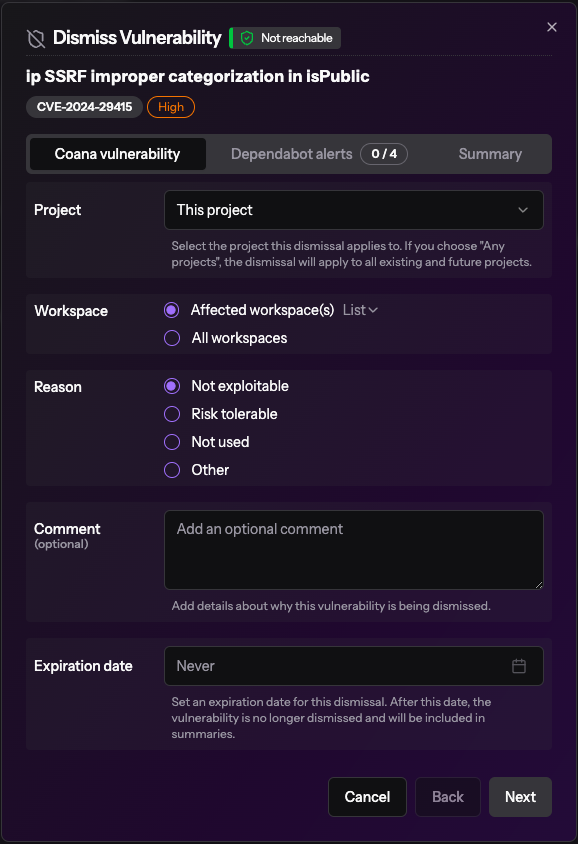 Dismiss Vulnerability Not reachable
ip SSRF improper categorization in isPublic
CVE-2024-29415 High
Coana vulnerability Dependabot alerts 0 / 4 Summary
Project This project
Select the project this dismissal applies to. If you choose "Any
projects", the dismissal will apply to all existing and future projects.
Workspace Affected workspace(s) List
All workspaces
Reason Not exploitable
Risk tolerable
Not used
Other
Comment Add an optional comment
(optional)
Add details about why this vulnerability is being dismissed.
Expiration date Never
Set an expiration date for this dismissal. After this date, the
vulnerability is no longer dismissed and will be included in
summaries.
Cancel Back Next